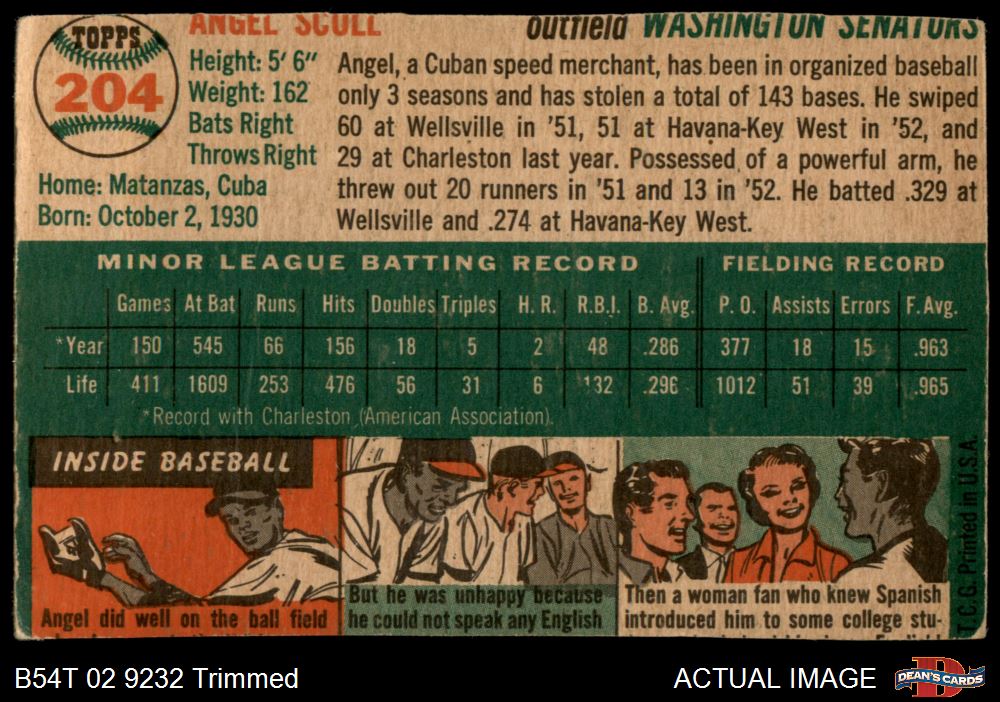 TOPPS
204
ANGEL SCULL
outfield WASHINGTON SENATORS
Height: 5' 6"
Weight: 162
Bats Right
Throws Right
Home: Matanzas, Cuba
Born: October 2, 1930
Angel, a Cuban speed merchant, has been in organized baseball
only 3 seasons and has stolen a total of 143 bases. He swiped
60 at Wellsville in '51, 51 at Havana-Key West in '52, and
29 at Charleston last year. Possessed of a powerful arm, he
threw out 20 runners in '51 and 13 in '52. He batted .329 at
Wellsville and .274 at Havana-Key West.
MINOR LEAGUE BATTING RECORD FIELDING RECORD
Games At Bat Runs Hits Doubles Triples H. R. R.B.I. B. Avg. P. O. Assists Errors F. Avg.
*Year 150 545 66 156 18 5 2 48 .286 377 18 15 .963
Life 411 1609 253 476 56 31 6 132 .296 1012 51 39 .965
*Record with Charleston (American Association).
INSIDE BASEBALL
Angel did well on the ball field
But he was unhappy because
he could not speak any English
Then a woman fan who knew Spanish
introduced him to some college stu-
T.C.G. Printed in U.S.A.
B54T 02 9232 Trimmed
ACTUAL IMAGE
D
DEAN'S CARDS